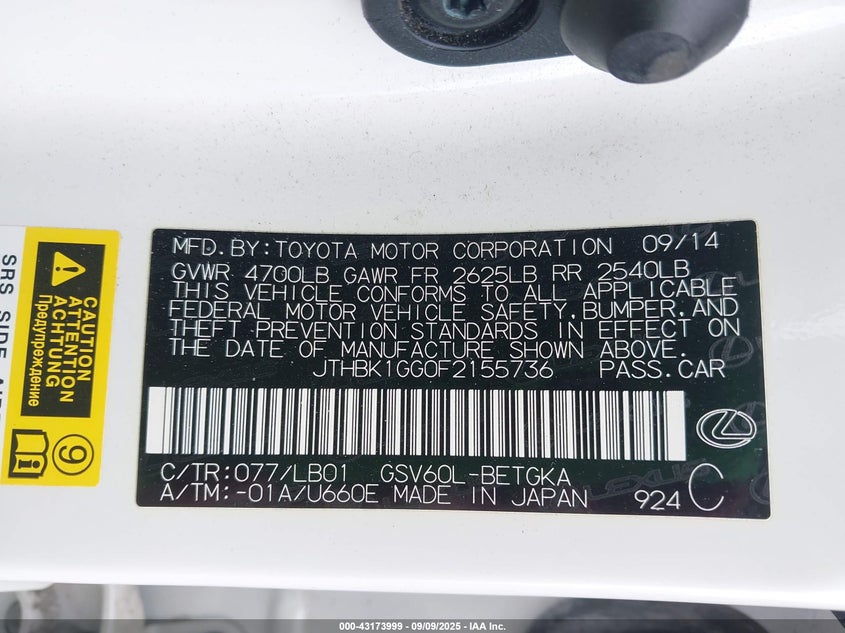 MFD.BY:TOYOTA MOTOR CORPORATION 09/14
GVWR 4700LB GAWR FR 2625LB RR 2540LB
THIS VEHICLE CONFORMS TO ALL APPLICABLE
FEDERAL MOTOR VEHICLE SAFETY,BUMPER,AND
THEFT PREVENTION STANDARDS IN EFFECT ON
THE DATE OF MANUFACTURE SHOWN ABOVE.
JTHBK1GG0F2155736 PASS.CAR
C/TR:077/LB01 GSV60L-BETGKA
A/TM:-01A/U660E MADE IN JAPAN 924 C
CAUTION
ATTENTION
ACHTUNG
Предупреждение
9
SRS SIDE
000-43173999 - 09/09/2025 - IAA Inc.